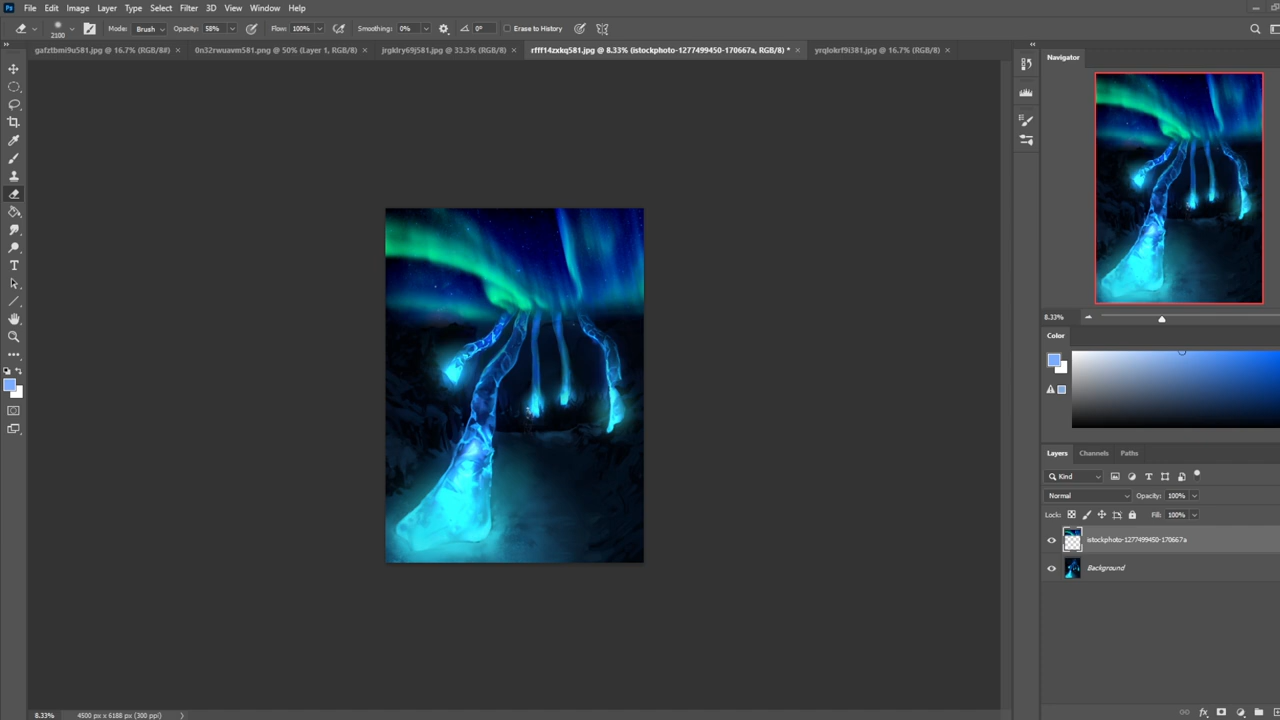 Ps File Edit Image Layer Type Select Filter 3D View Window Help
2100 Mode: Brush Opacity: 58% Flow: 100% Smoothing: 0% 0° Erase to History
gafztbmi9u581.jpg @ 16.7% (RGB/8#) × 0n32rwuavm581.png @ 50% (Layer 1, RGB/8) × jrgklry69j581.jpg @ 33.3% (RGB/8) × rfff14zxkq581.jpg @ 8.33% (istockphoto-1277499450-170667a, RGB/8) * × yrqlokrf9i381.jpg @ 16.7% (RGB/8) ×
Navigator
8.33%
Color
Layers Channels Paths
Kind
Normal Opacity: 100%
Lock: Fill: 100%
istockphoto-1277499450-170667a
Background
fx
8.33% 4500 px x 6188 px (300 ppi)